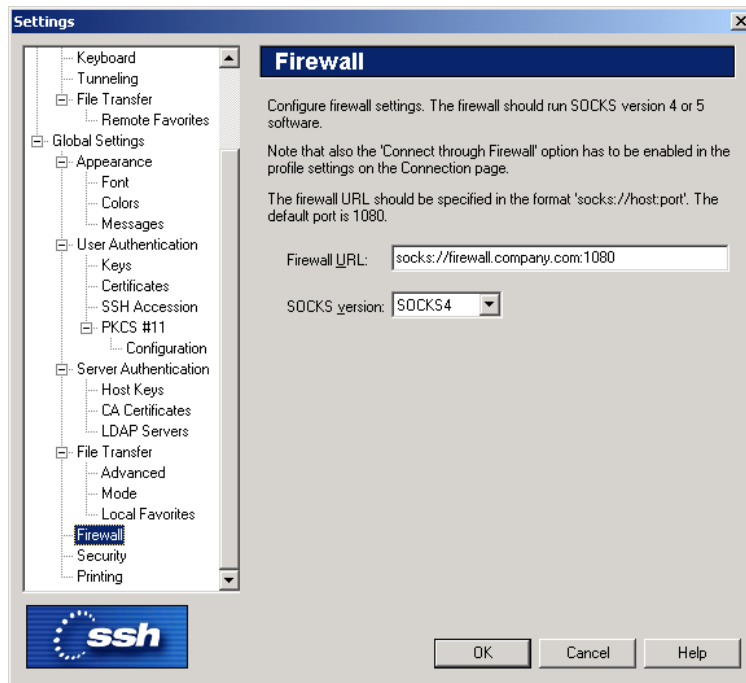 Settings
Keyboard
Tunneling
File Transfer
Remote Favorites
Global Settings
Appearance
Font
Colors
Messages
User Authentication
Keys
Certificates
SSH Accession
PKCS #11
Configuration
Server Authentication
Host Keys
CA Certificates
LDAP Servers
File Transfer
Advanced
Mode
Local Favorites
Firewall
Security
Printing
ssh
Firewall
Configure firewall settings. The firewall should run SOCKS version 4 or 5
software.
Note that also the 'Connect through Firewall' option has to be enabled in the
profile settings on the Connection page.
The firewall URL should be specified in the format 'socks://host:port'. The
default port is 1080.
Firewall URL: socks://firewall.company.com:1080
SOCKS version: SOCKS4
OK Cancel Help